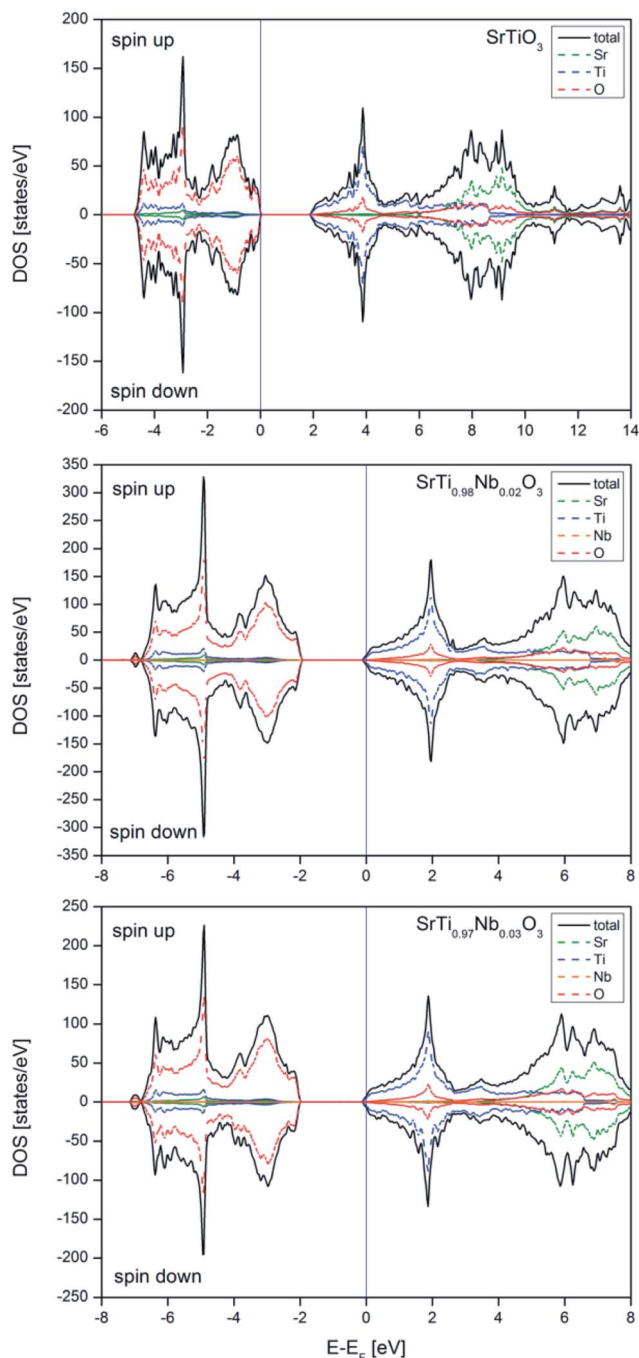 spin up
SrTiO3
total
Sr
Ti
O
200
150
100
50
0
-50
-100
-150
-200
DOS [states/eV]
spin down
-6 -4 -2 0 2 4 6 8 10 12 14
spin up
SrTi0.98Nb0.02O3
total
Sr
Ti
Nb
O
350
300
250
200
150
100
50
0
-50
-100
-150
-200
-250
-300
-350
DOS [states/eV]
spin down
-8 -6 -4 -2 0 2 4 6 8
spin up
SrTi0.97Nb0.03O3
total
Sr
Ti
Nb
O
250
200
150
100
50
0
-50
-100
-150
-200
-250
-300
DOS [states/eV]
spin down
-8 -6 -4 -2 0 2 4 6 8
E-EF [eV]